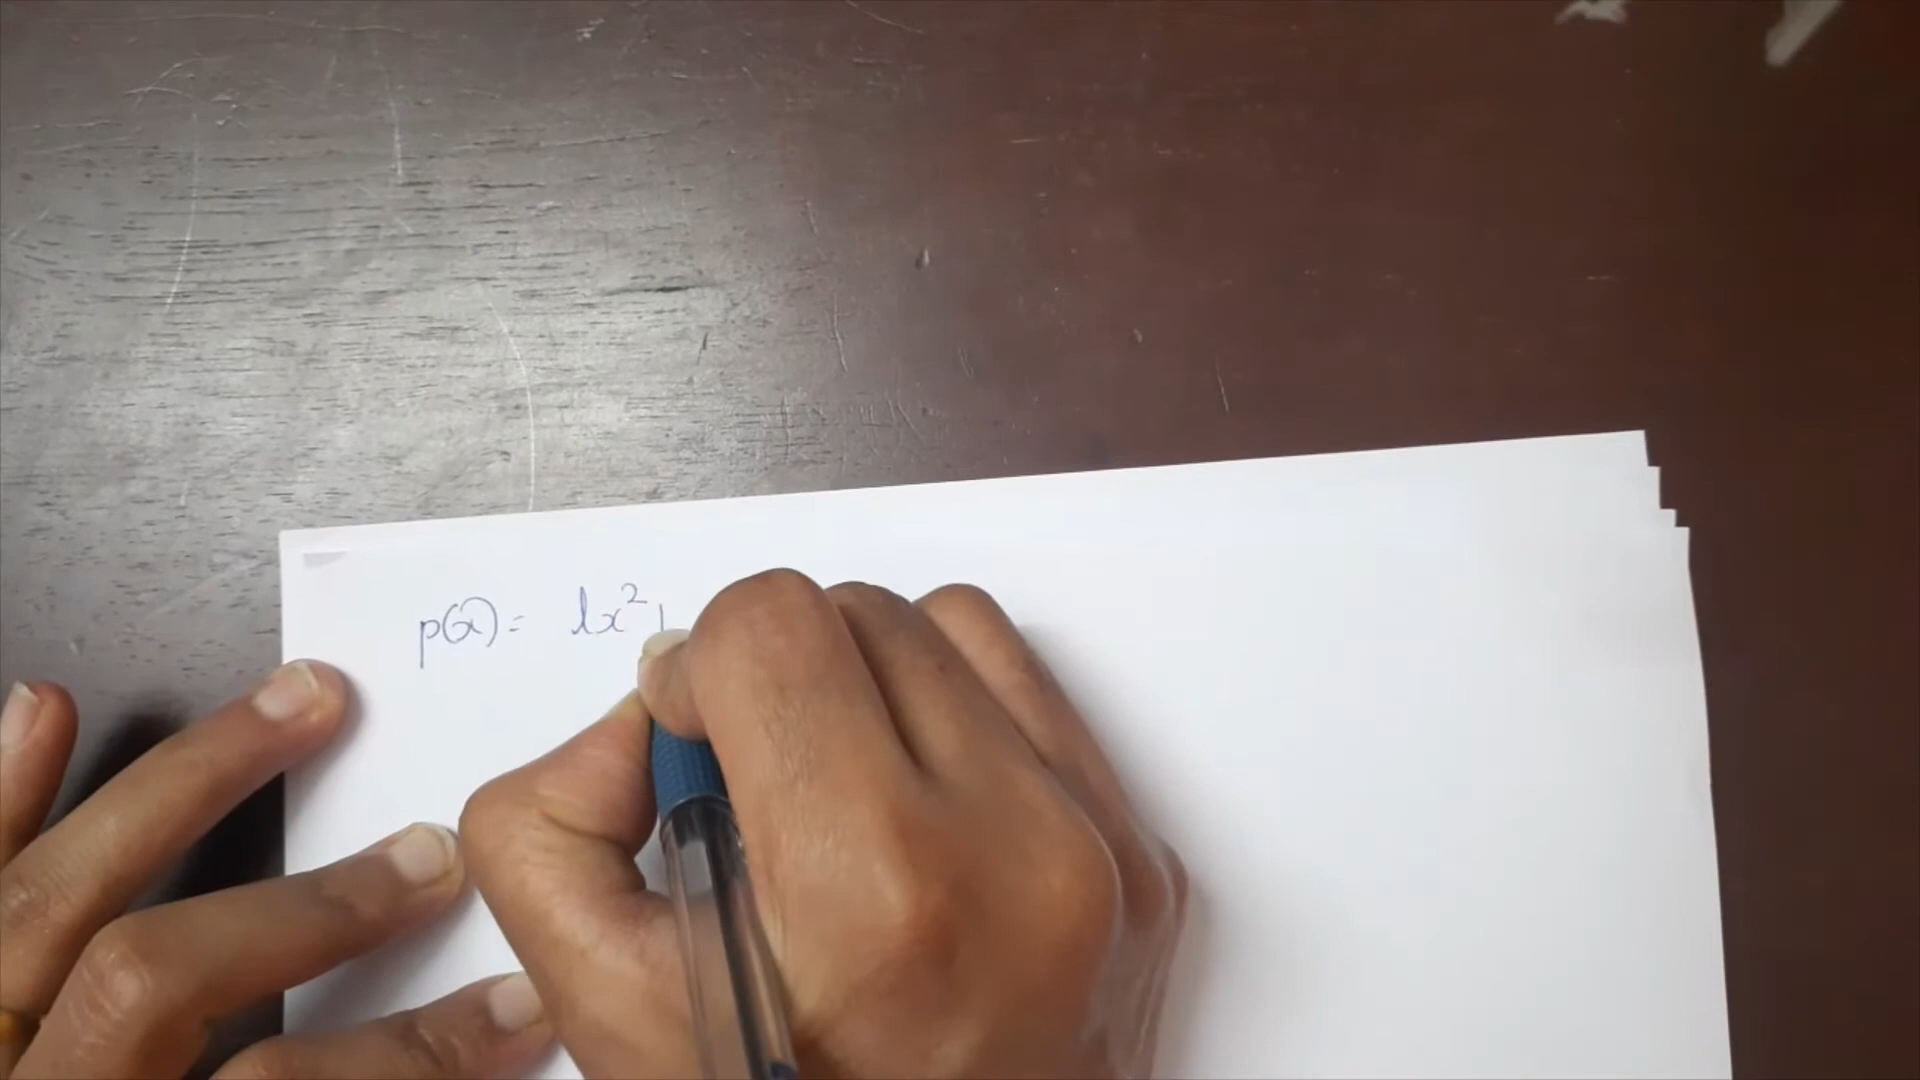 p(x) = lx²